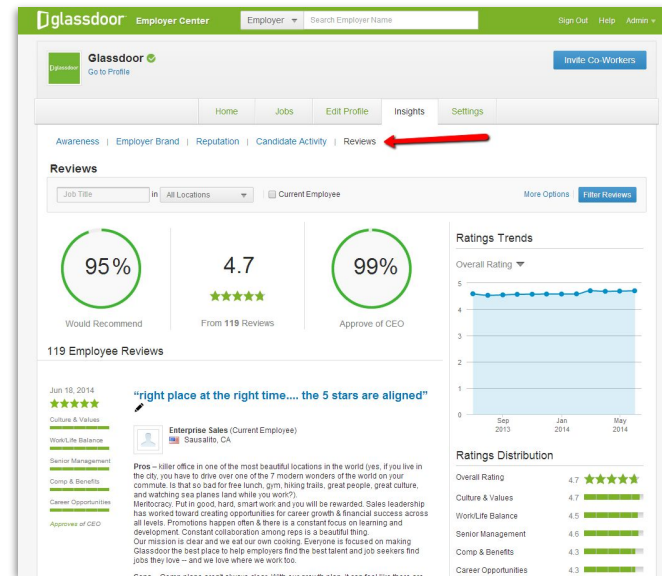 glassdoor Employer Center Employer Search Employer Name Sign Out Help Admin
glassdoor
Glassdoor
Go to Profile
Invite Co-Workers
Home Jobs Edit Profile Insights Settings
Awareness | Employer Brand | Reputation | Candidate Activity | Reviews
Reviews
Job Title in All Locations Current Employee More Options Filter Reviews
95%
Would Recommend
4.7
From 119 Reviews
99%
Approve of CEO
Ratings Trends
Overall Rating
5
4
3
2
1
0
Sep 2013
Jan 2014
May 2014
119 Employee Reviews
Jun 18, 2014
Culture & Values
Work/Life Balance
Senior Management
Comp & Benefits
Career Opportunities
Approves of CEO
“right place at the right time.... the 5 stars are aligned”
Enterprise Sales (Current Employee)
Sausalito, CA
Pros – killer office in one of the most beautiful locations in the world (yes, if you live in
the city, you have to drive over one of the 7 modern wonders of the world on your
commute. Is that so bad for free lunch, gym, hiking trails, great people, great culture,
and watching sea planes land while you work?).
Meritocracy. Put in good, hard, smart work and you will be rewarded. Sales leadership
has worked toward creating opportunities for career growth & financial success across
all levels. Promotions happen often & there is a constant focus on learning and
development. Constant collaboration among reps is a beautiful thing.
Our mission is clear and we eat our own cooking. Everyone is focused on making
Glassdoor the best place to help employers find the best talent and job seekers find
jobs they love -- and we love where we work too.
Ratings Distribution
Overall Rating 4.7
Culture & Values 4.7
Work/Life Balance 4.5
Senior Management 4.6
Comp & Benefits 4.3
Career Opportunities 4.3